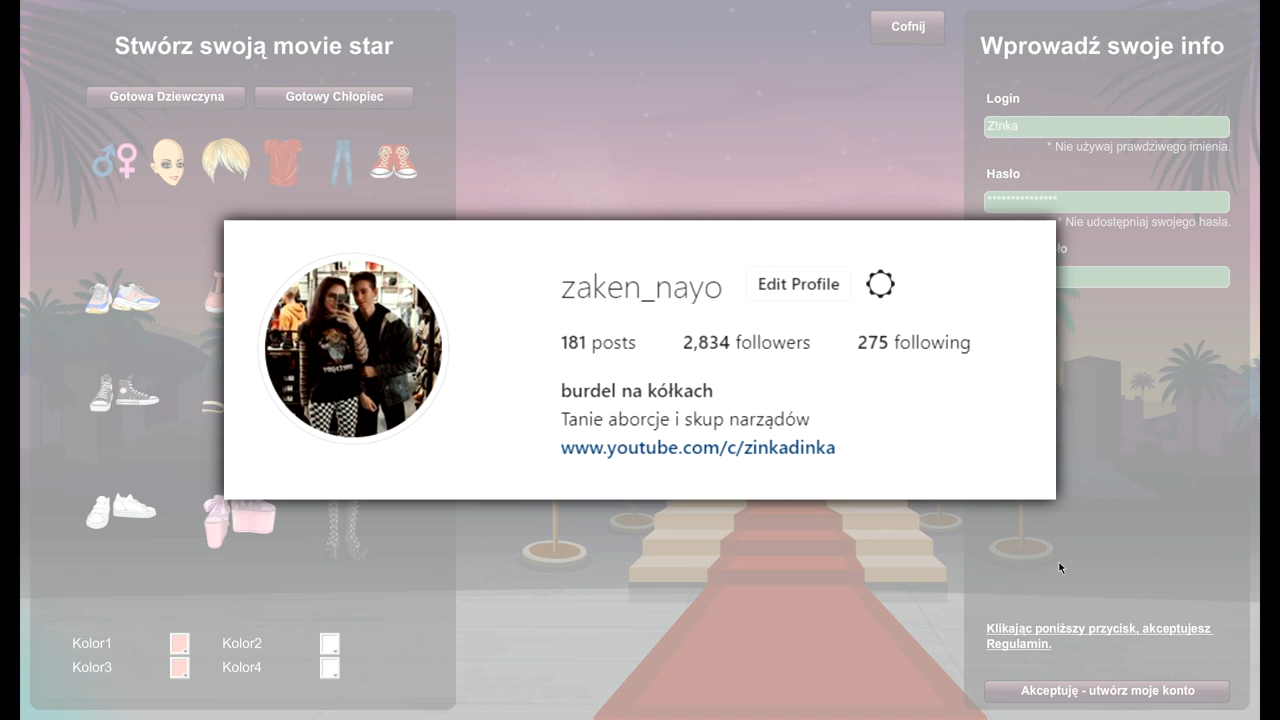 Stwórz swoją movie star
Gotowa Dziewczyna
Gotowy Chłopiec
Cofnij
Wprowadź swoje info
Login
Z!nka
* Nie używaj prawdziwego imienia.
Hasło
***************
* Nie udostępniaj swojego hasła.
zaken_nayo
Edit Profile
181 posts
2,834 followers
275 following
burdel na kółkach
Tanie aborcje i skup narządów
www.youtube.com/c/zinkadinka
Kolor1
Kolor2
Kolor3
Kolor4
Klikając poniższy przycisk, akceptujesz
Regulamin.
Akceptuję - utwórz moje konto